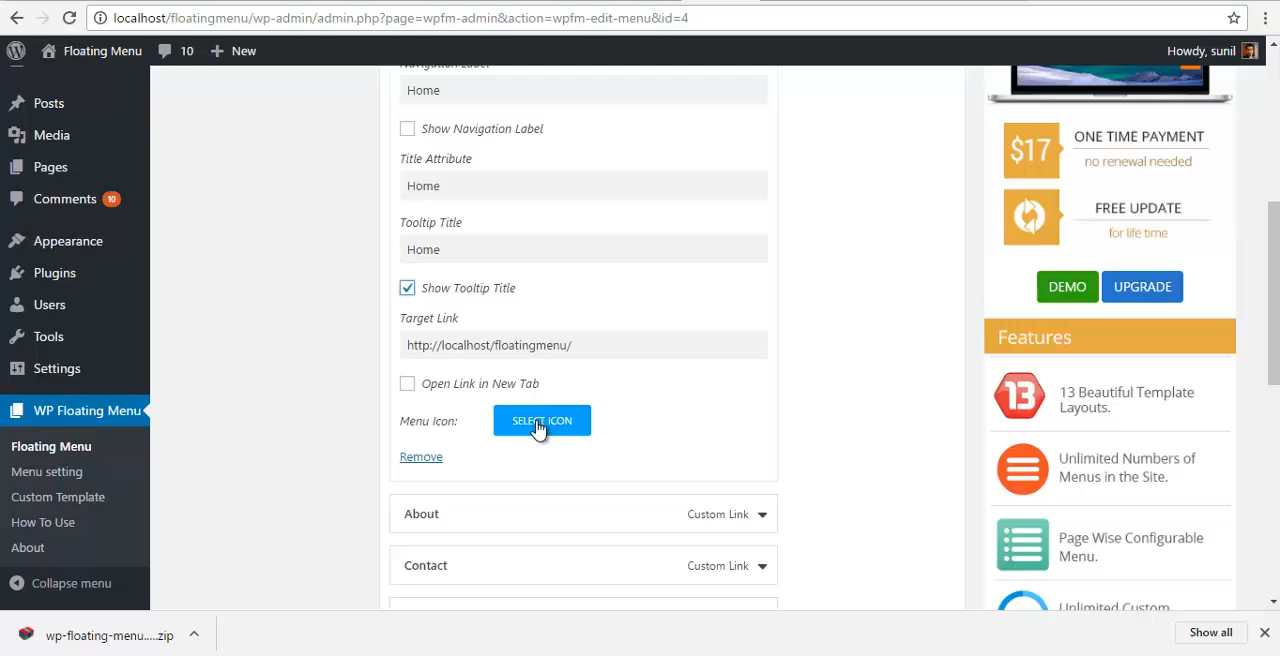 localhost/floatingmenu/wp-admin/admin.php?page=wpfm-admin&action=wpfm-edit-menu&id=4
Floating Menu
10
New
Howdy, sunil
Posts
Media
Pages
Comments 10
Appearance
Plugins
Users
Tools
Settings
WP Floating Menu
Floating Menu
Menu setting
Custom Template
How To Use
About
Collapse menu
Navigation Label
Home
Show Navigation Label
Title Attribute
Home
Tooltip Title
Home
Show Tooltip Title
Target Link
http://localhost/floatingmenu/
Open Link in New Tab
Menu Icon: SELECT ICON
Remove
About Custom Link
Contact Custom Link
$17 ONE TIME PAYMENT
no renewal needed
FREE UPDATE
for life time
DEMO UPGRADE
Features
13 13 Beautiful Template
Layouts.
Unlimited Numbers of
Menus in the Site.
Page Wise Configurable
Menu.
Unlimited Custom
wp-floating-menu.....zip
Show all